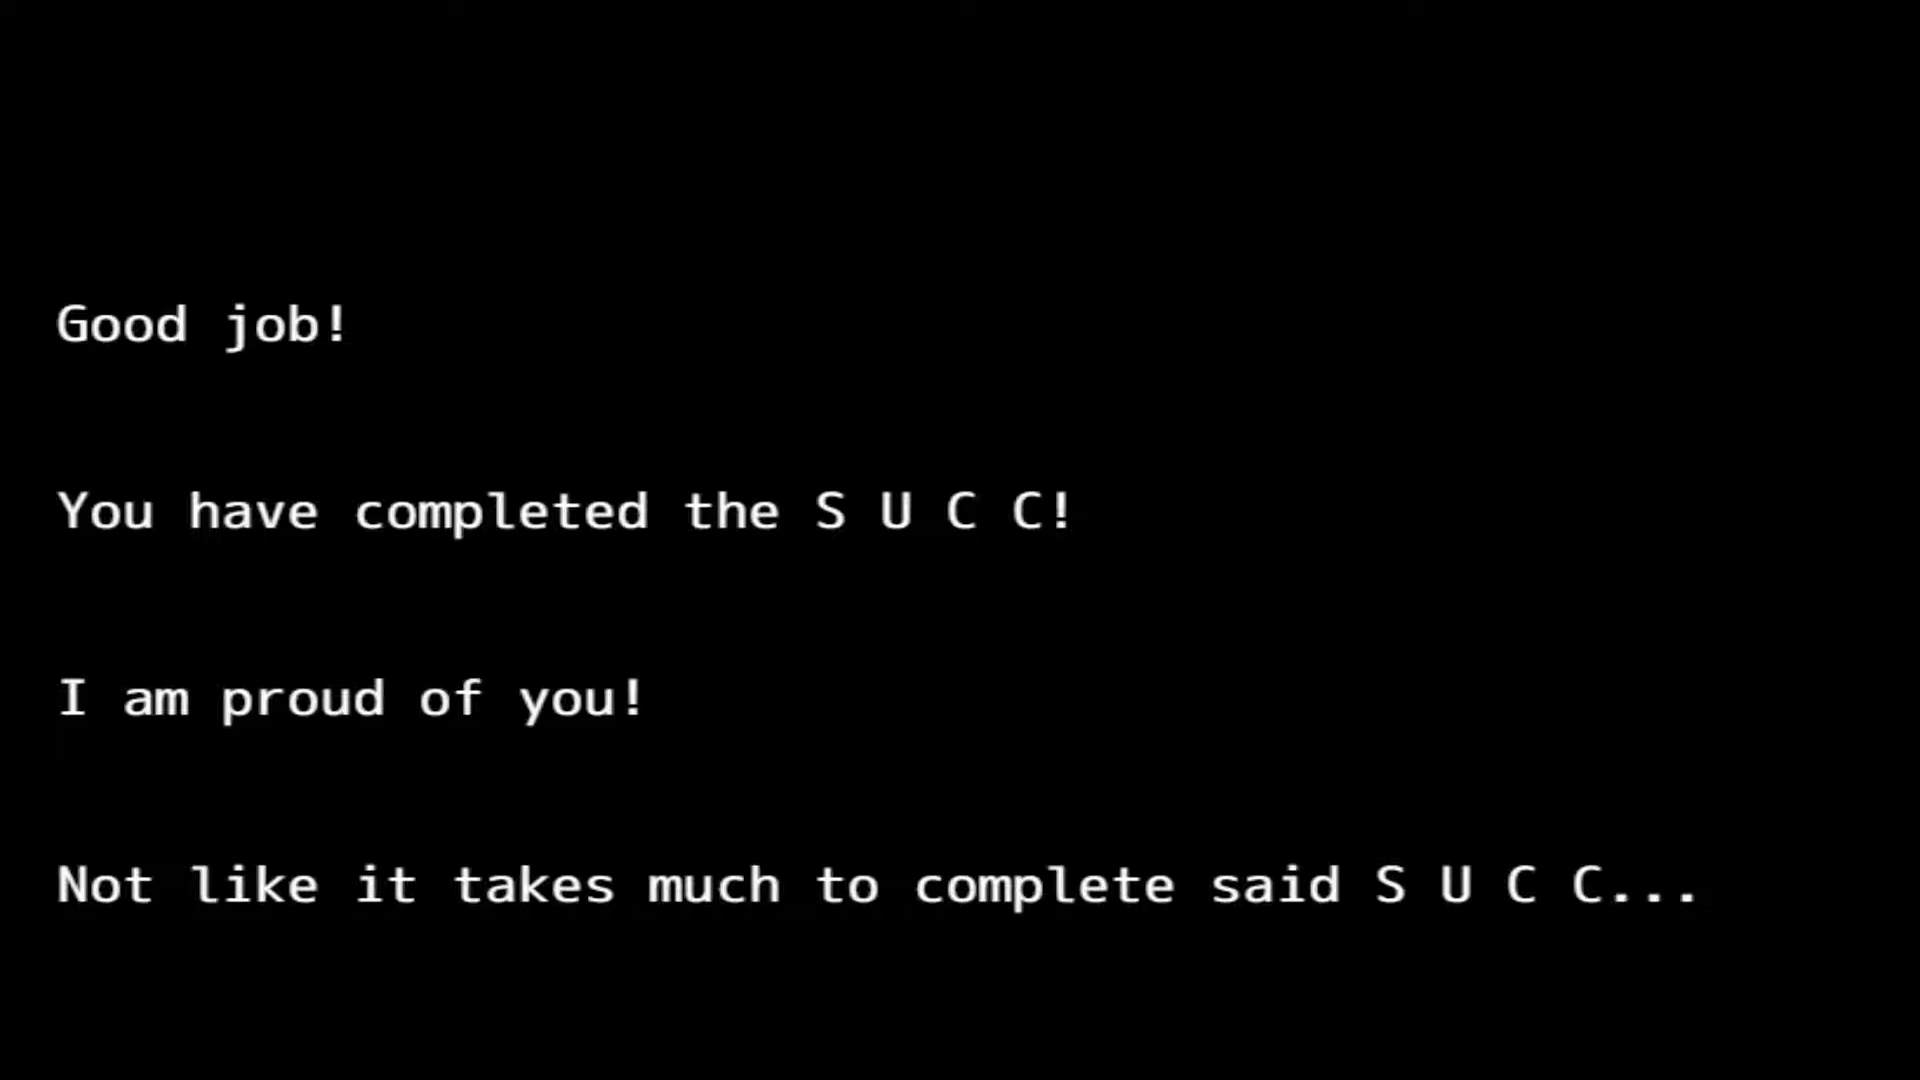 Good job!
You have completed the S U C C!
I am proud of you!
Not like it takes much to complete said S U C C...